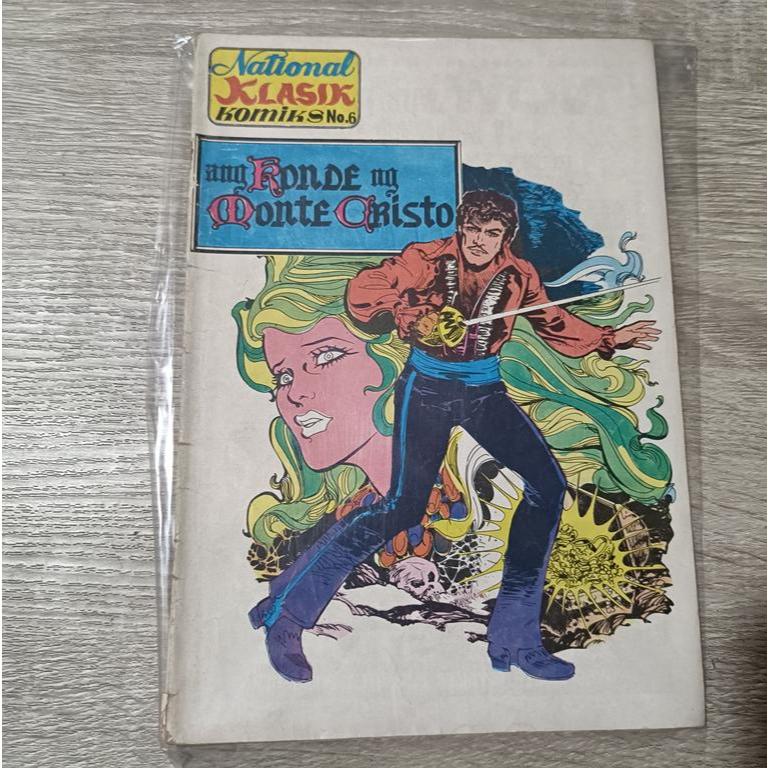 National
KLASIK
KOMIKS No.6
ang Konde ng
Monte Cristo